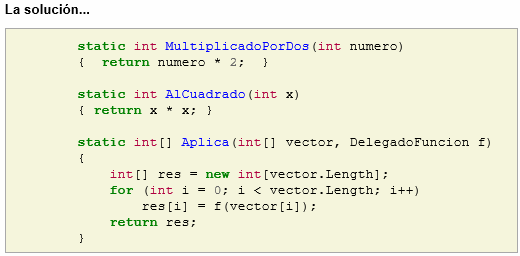 La solución...
static int MultiplicadoPorDos(int numero)
{  return numero * 2;  }
static int AlCuadrado(int x)
{ return x * x; }
static int[] Aplica(int[] vector, DelegadoFuncion f)
{
int[] res = new int[vector.Length];
for (int i = 0; i < vector.Length; i++)
res[i] = f(vector[i]);
return res;
}